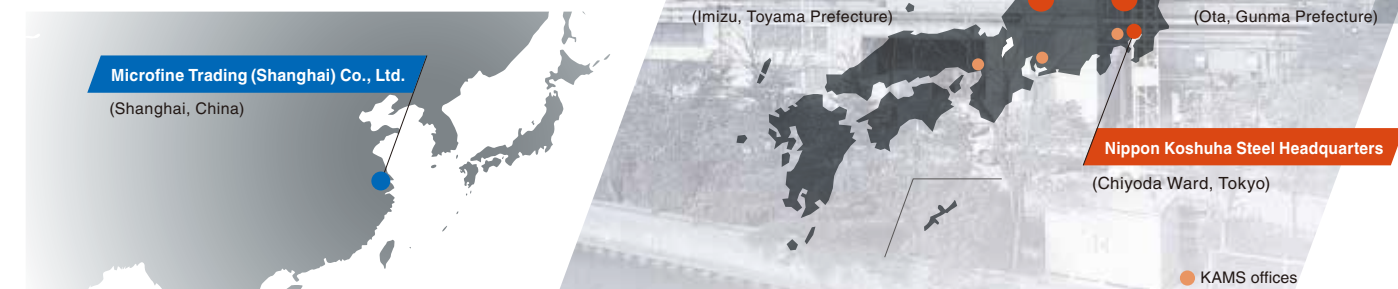 Microfine Trading (Shanghai) Co., Ltd.
(Shanghai, China)
(Imizu, Toyama Prefecture)
(Ota, Gunma Prefecture)
Nippon Koshuha Steel Headquarters
(Chiyoda Ward, Tokyo)
KAMS offices